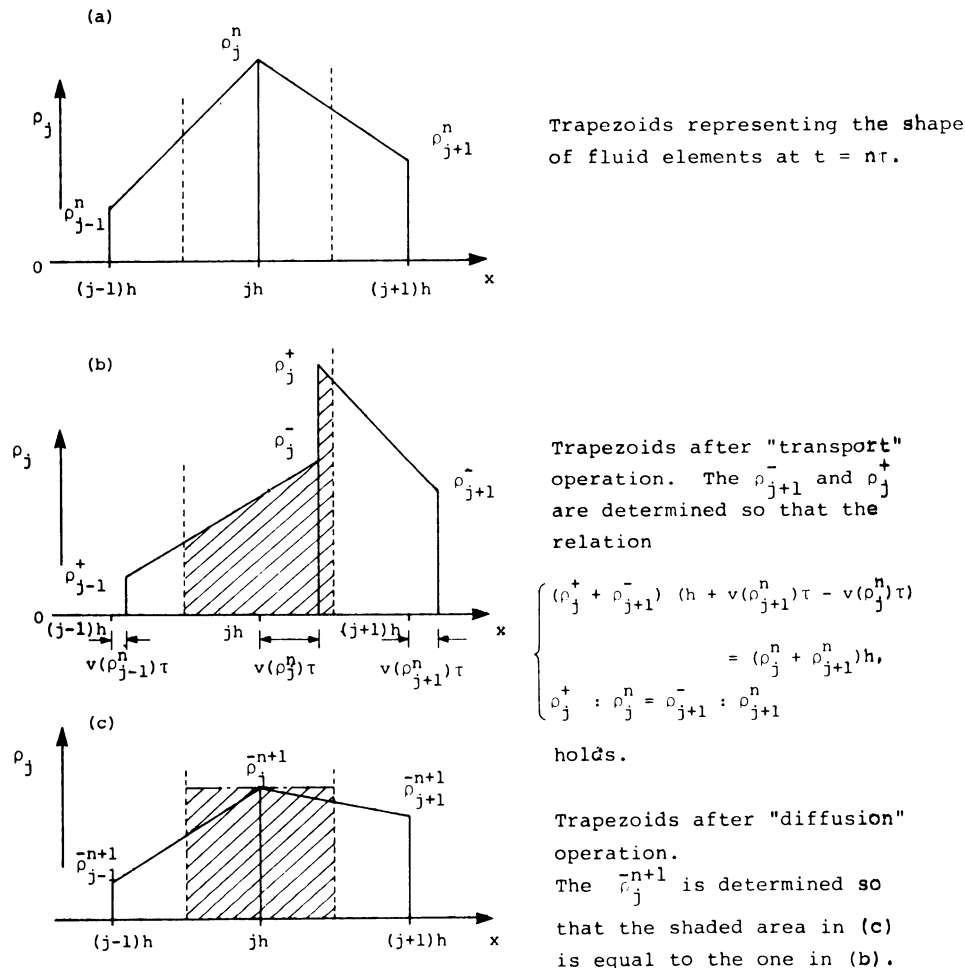 (a)
ρ_j^n
ρ_j
ρ_{j+1}^n
ρ_{j-1}^n
0
(j-1)h jh (j+1)h x
Trapezoids representing the shape
of fluid elements at t = nτ.
(b)
ρ_j^+
ρ_j^-
ρ_j
ρ_{j+1}^-
ρ_{j-1}^+
0
(j-1)h jh (j+1)h x
v(ρ_{j-1}^n)τ v(ρ_j^n)τ v(ρ_{j+1}^n)τ
Trapezoids after "transport"
operation. The ρ_{j+1}^- and ρ_j^+
are determined so that the
relation
(ρ_j^+ + ρ_{j+1}^-) (h + v(ρ_{j+1}^n)τ - v(ρ_j^n)τ)
= (ρ_j^n + ρ_{j+1}^n)h,
ρ_j^+ : ρ_j^n = ρ_{j+1}^- : ρ_{j+1}^n
holds.
(c)
ρ_j
ρ̄_j^{n+1}
ρ̄_{j+1}^{n+1}
ρ̄_{j-1}^{n+1}
(j-1)h jh (j+1)h x
Trapezoids after "diffusion"
operation.
The ρ̄_j^{n+1} is determined so
that the shaded area in (c)
is equal to the one in (b).